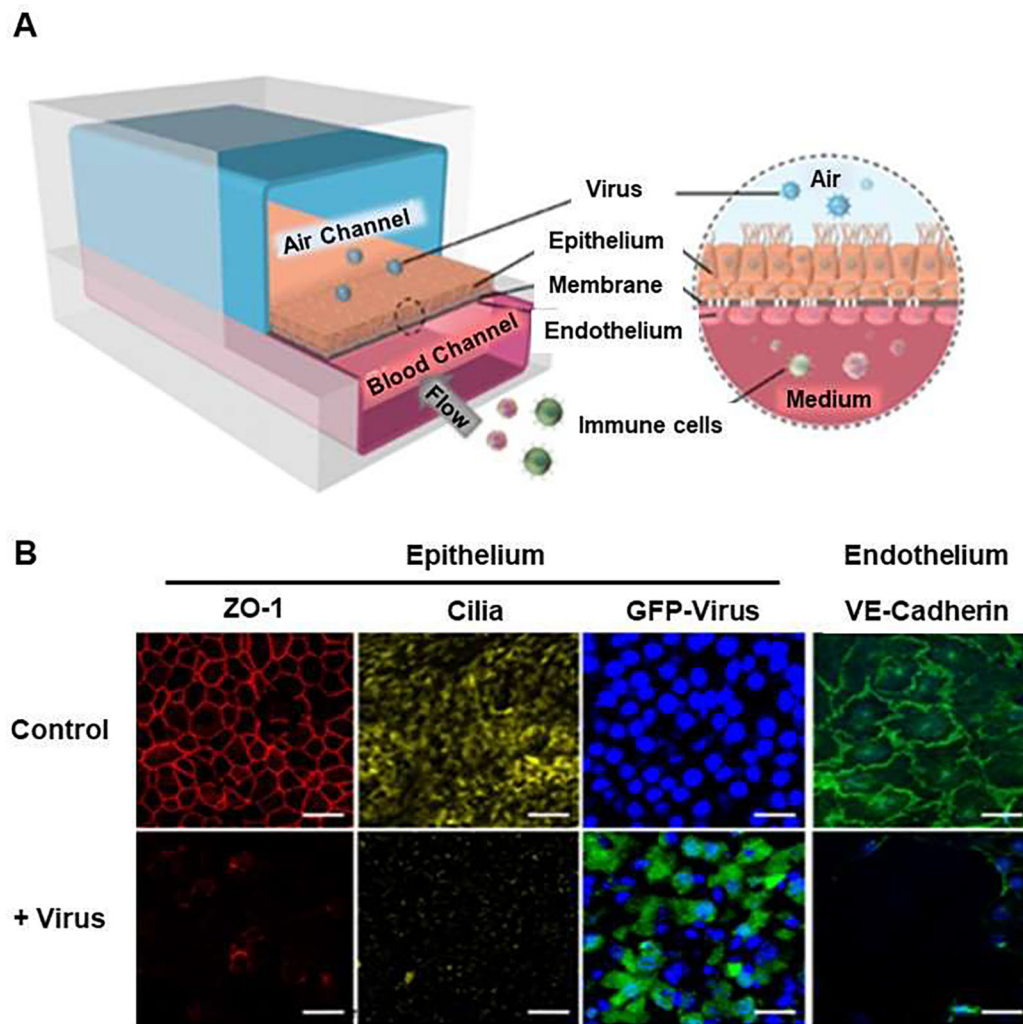 A
Air Channel
Blood Channel
Flow
Virus
Epithelium
Membrane
Endothelium
Immune cells
Air
Medium
B
Epithelium
Endothelium
ZO-1
Cilia
GFP-Virus
VE-Cadherin
Control
+ Virus